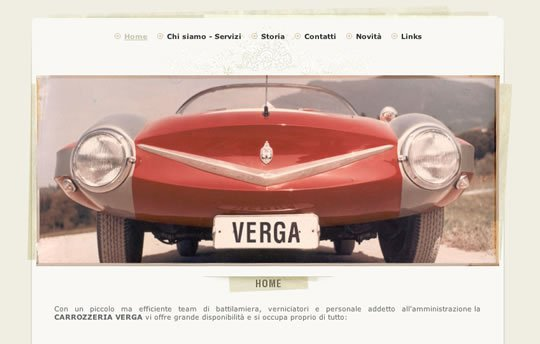 Home Chi siamo - Servizi Storia Contatti Novità Links
VERGA
HOME
Con un piccolo ma efficiente team di battilamiera, verniciatori e personale addetto all'amministrazione la
CARROZZERIA VERGA vi offre grande disponibilità e si occupa proprio di tutto: